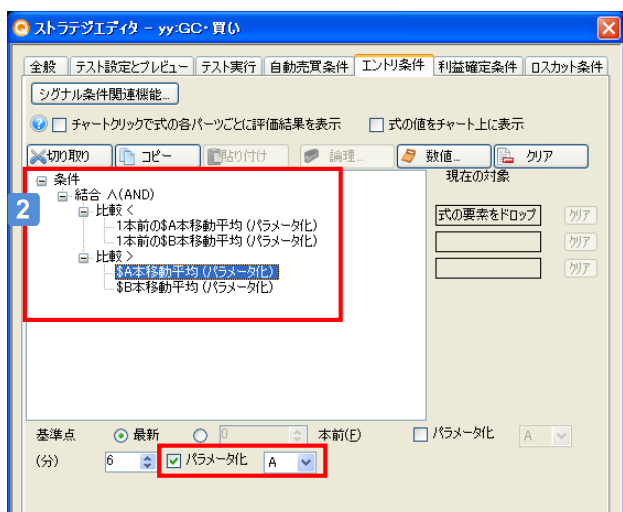 ストラテジエディタ - yy:GC・買い
全般 テスト設定とプレビュー テスト実行 自動売買条件 エントリ条件 利益確定条件 ロスカット条件
シグナル条件関連機能...
チャートクリックで式の各パーツごとに評価結果を表示 式の値をチャート上に表示
切り取り コピー 貼り付け 論理... 数値... クリア
条件 現在の対象
結合 ∧(AND)
2 比較 < 式の要素をドロップ クリア
1本前の$A本移動平均 (パラメータ化)
1本前の$B本移動平均 (パラメータ化) クリア
比較 >
$A本移動平均 (パラメータ化) クリア
$B本移動平均 (パラメータ化)
基準点 最新 0 本前(F) パラメータ化 A
(分) 6 パラメータ化 A